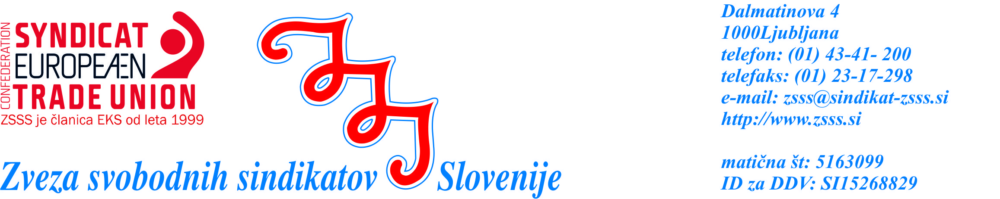 CONFEDERATION
SYNDICAT
EUROPEÆN
TRADE UNION
ZSSS je članica EKS od leta 1999
Zveza svobodnih sindikatov Slovenije
Dalmatinova 4
1000Ljubljana
telefon: (01) 43-41- 200
telefaks: (01) 23-17-298
e-mail: zsss@sindikat-zsss.si
http://www.zsss.si
matična št: 5163099
ID za DDV: SI15268829